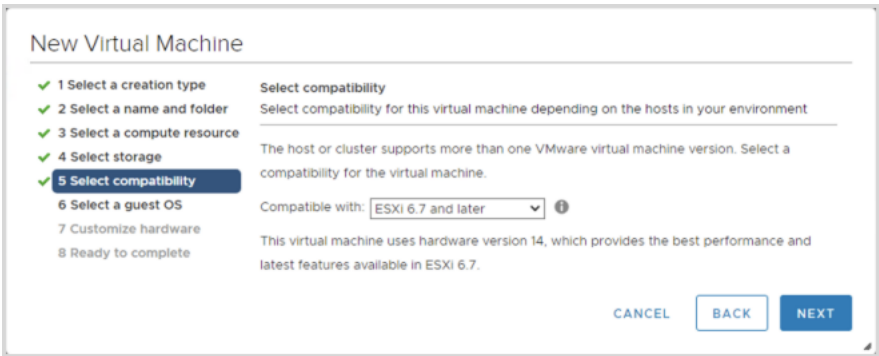 New Virtual Machine
1 Select a creation type
2 Select a name and folder
3 Select a compute resource
4 Select storage
5 Select compatibility
6 Select a guest OS
7 Customize hardware
8 Ready to complete
Select compatibility
Select compatibility for this virtual machine depending on the hosts in your environment
The host or cluster supports more than one VMware virtual machine version. Select a
compatibility for the virtual machine.
Compatible with: ESXi 6.7 and later
This virtual machine uses hardware version 14, which provides the best performance and
latest features available in ESXi 6.7.
CANCEL BACK NEXT